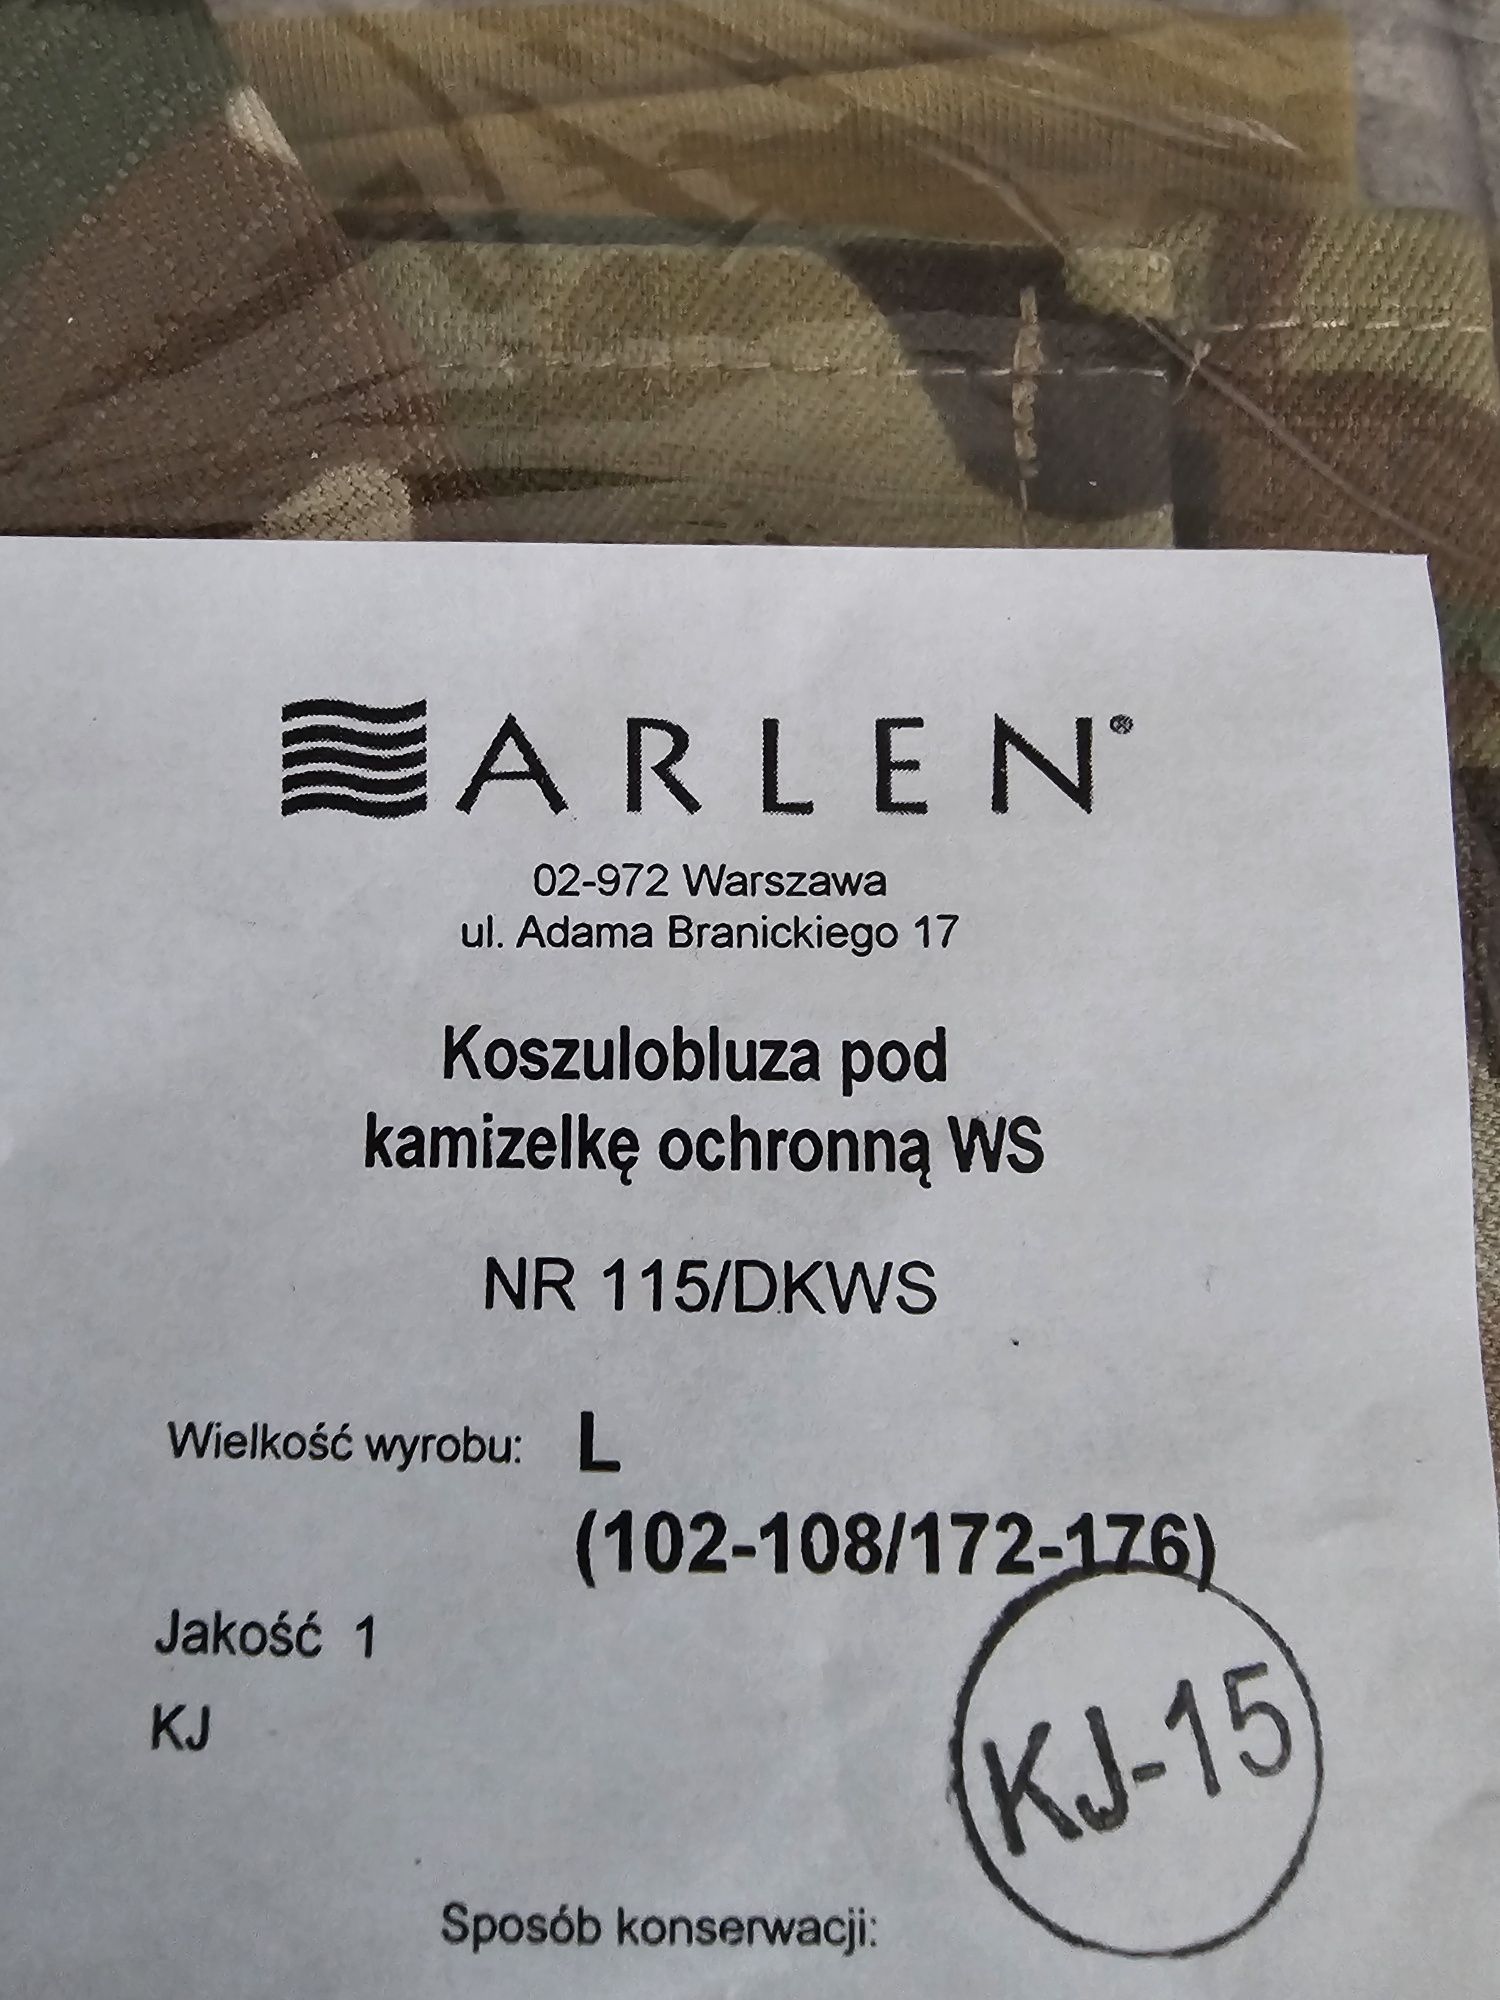 ARLEN®
02-972 Warszawa
ul. Adama Branickiego 17
Koszulobluza pod
kamizelkę ochronną WS
NR 115/DKWS
Wielkość wyrobu: L
(102-108/172-176)
Jakość 1
KJ
KJ-15
Sposób konserwacji: